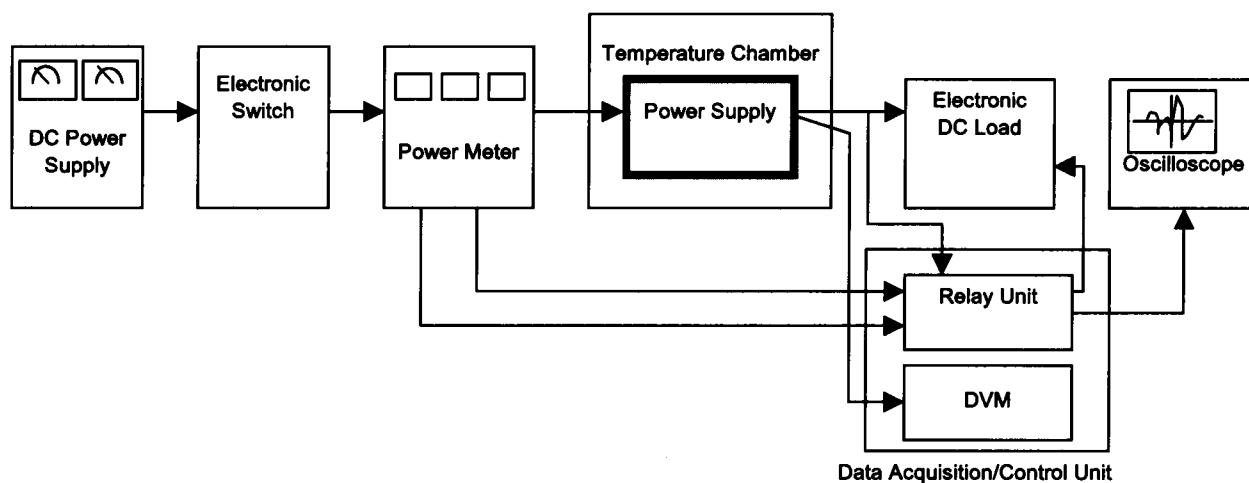 DC Power
Supply
Electronic
Switch
Power Meter
Temperature Chamber
Power Supply
Electronic
DC Load
Oscilloscope
Relay Unit
DVM
Data Acquisition/Control Unit